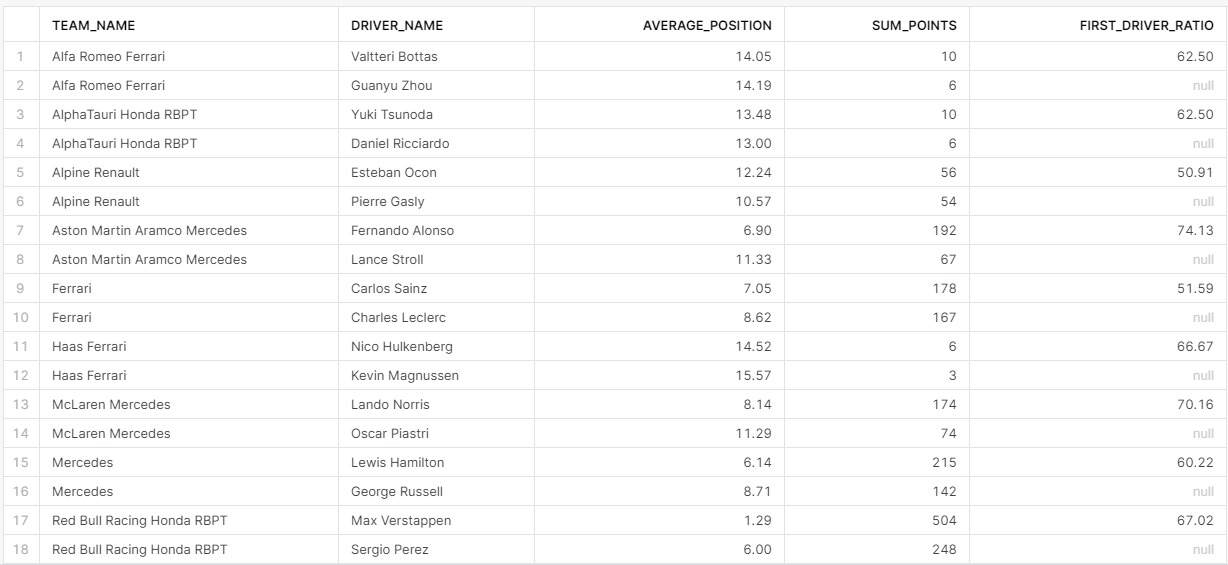 TEAM_NAME DRIVER_NAME AVERAGE_POSITION SUM_POINTS FIRST_DRIVER_RATIO
1 Alfa Romeo Ferrari Valtteri Bottas 14.05 10 62.50
2 Alfa Romeo Ferrari Guanyu Zhou 14.19 6 null
3 AlphaTauri Honda RBPT Yuki Tsunoda 13.48 10 62.50
4 AlphaTauri Honda RBPT Daniel Ricciardo 13.00 6 null
5 Alpine Renault Esteban Ocon 12.24 56 50.91
6 Alpine Renault Pierre Gasly 10.57 54 null
7 Aston Martin Aramco Mercedes Fernando Alonso 6.90 192 74.13
8 Aston Martin Aramco Mercedes Lance Stroll 11.33 67 null
9 Ferrari Carlos Sainz 7.05 178 51.59
10 Ferrari Charles Leclerc 8.62 167 null
11 Haas Ferrari Nico Hulkenberg 14.52 6 66.67
12 Haas Ferrari Kevin Magnussen 15.57 3 null
13 McLaren Mercedes Lando Norris 8.14 174 70.16
14 McLaren Mercedes Oscar Piastri 11.29 74 null
15 Mercedes Lewis Hamilton 6.14 215 60.22
16 Mercedes George Russell 8.71 142 null
17 Red Bull Racing Honda RBPT Max Verstappen 1.29 504 67.02
18 Red Bull Racing Honda RBPT Sergio Perez 6.00 248 null